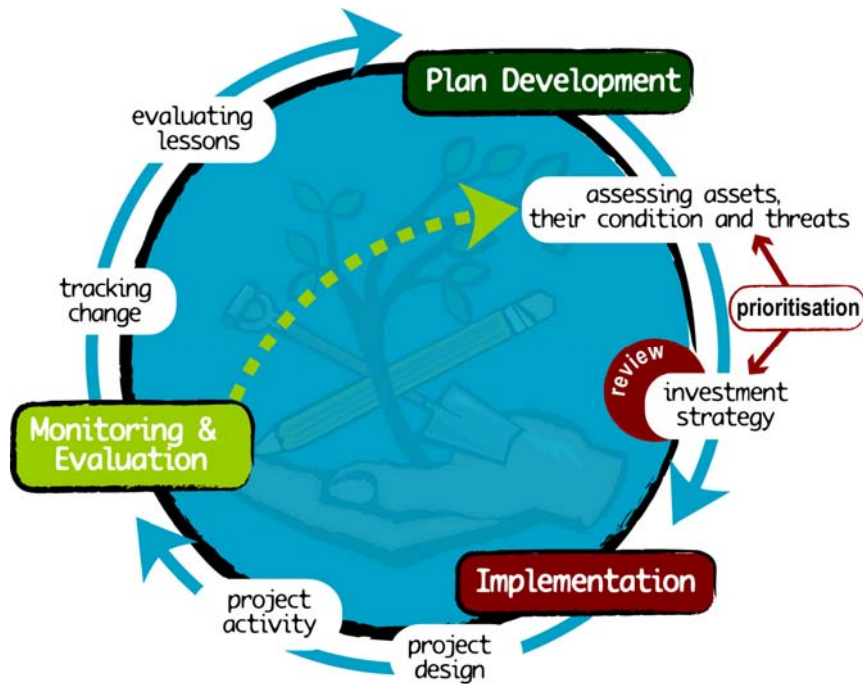 Plan Development
assessing assets,
their condition and threats
prioritisation
review
investment
strategy
Implementation
project
design
project
activity
Monitoring &
Evaluation
tracking
change
evaluating
lessons